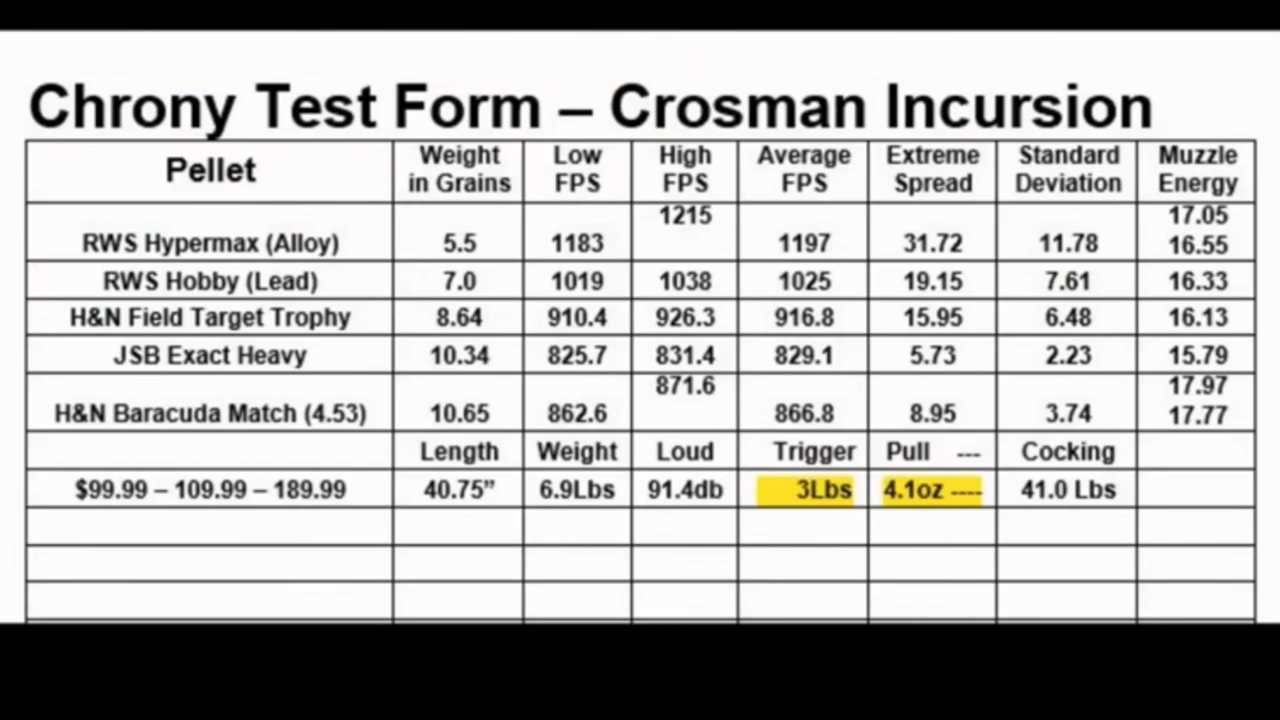 Chrony Test Form – Crosman Incursion
Pellet Weight in Grains Low FPS High FPS Average FPS Extreme Spread Standard Deviation Muzzle Energy
RWS Hypermax (Alloy) 5.5 1183 1215 1197 31.72 11.78 17.05 16.55
RWS Hobby (Lead) 7.0 1019 1038 1025 19.15 7.61 16.33
H&N Field Target Trophy 8.64 910.4 926.3 916.8 15.95 6.48 16.13
JSB Exact Heavy 10.34 825.7 831.4 829.1 5.73 2.23 15.79
H&N Baracuda Match (4.53) 10.65 862.6 871.6 866.8 8.95 3.74 17.97 17.77
Length Weight Loud Trigger Pull --- Cocking
$99.99 – 109.99 – 189.99 40.75” 6.9Lbs 91.4db 3Lbs 4.1oz ---- 41.0 Lbs